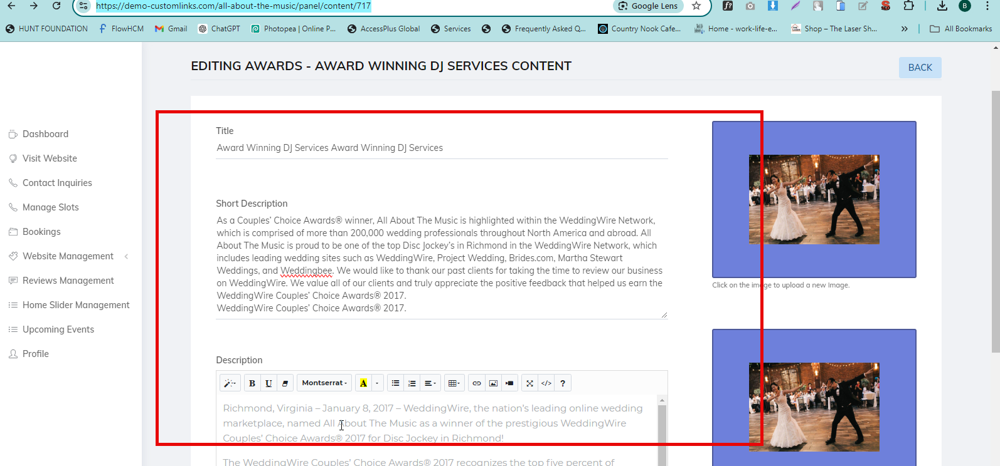 https://demo-customlinks.com/all-about-the-music/panel/content/717
Google Lens
f?
SEO
B
HUNT FOUNDATION
FlowHCM
Gmail
ChatGPT
Photopea | Online P...
AccessPlus Global
Services
Frequently Asked Q...
Country Nook Cafe...
Home - work-life-e...
Shop – The Laser Sh...
»
All Bookmarks
EDITING AWARDS - AWARD WINNING DJ SERVICES CONTENT
BACK
Dashboard
Visit Website
Contact Inquiries
Manage Slots
Bookings
Website Management
Reviews Management
Home Slider Management
Upcoming Events
Profile
Title
Award Winning DJ Services Award Winning DJ Services
Short Description
As a Couples’ Choice Awards® winner, All About The Music is highlighted within the WeddingWire Network,
which is comprised of more than 200,000 wedding professionals throughout North America and abroad. All
About The Music is proud to be one of the top Disc Jockey’s in Richmond in the WeddingWire Network, which
includes leading wedding sites such as WeddingWire, Project Wedding, Brides.com, Martha Stewart
Weddings, and Weddingbee. We would like to thank our past clients for taking the time to review our business
on WeddingWire. We value all of our clients and truly appreciate the positive feedback that helped us earn the
WeddingWire Couples’ Choice Awards® 2017.
WeddingWire Couples’ Choice Awards® 2017.
Click on the image to upload a new Image.
Description
B U Montserrat A </> ?
Richmond, Virginia – January 8, 2017 – WeddingWire, the nation’s leading online wedding
marketplace, named All About The Music as a winner of the prestigious WeddingWire
Couples’ Choice Awards® 2017 for Disc Jockey in Richmond!
The WeddingWire Couples’ Choice Awards® 2017 recognizes the top five percent of